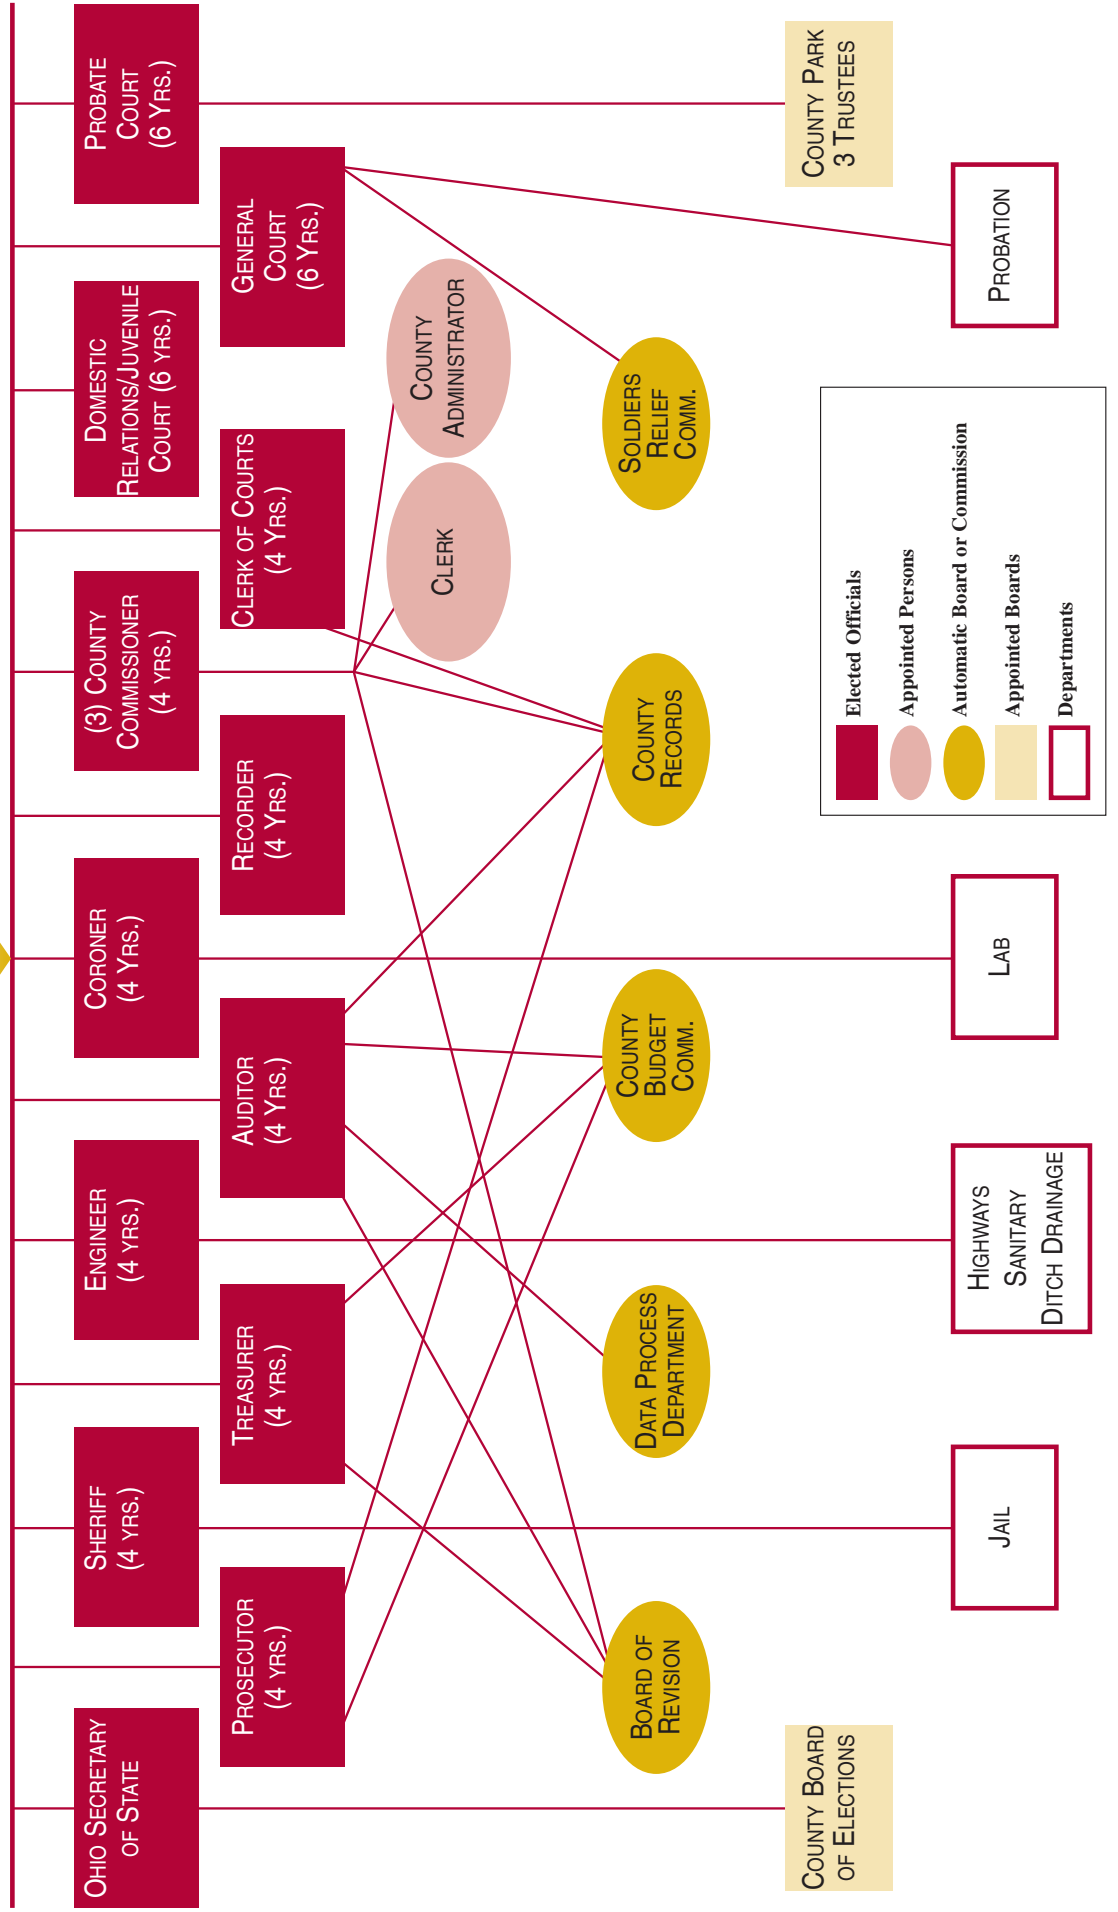 OHIO SECRETARY
OF STATE
SHERIFF
(4 YRS.)
ENGINEER
(4 YRS.)
CORONER
(4 YRS.)
(3) COUNTY
COMMISSIONER
(4 YRS.)
DOMESTIC
RELATIONS/JUVENILE
COURT (6 YRS.)
PROBATE
COURT
(6 YRS.)
PROSECUTOR
(4 YRS.)
TREASURER
(4 YRS.)
AUDITOR
(4 YRS.)
RECORDER
(4 YRS.)
CLERK OF COURTS
(4 YRS.)
GENERAL
COURT
(6 YRS.)
CLERK
COUNTY
ADMINISTRATOR
BOARD OF
REVISION
DATA PROCESS
DEPARTMENT
COUNTY
BUDGET
COMM.
COUNTY
RECORDS
SOLDIERS
RELIEF
COMM.
COUNTY BOARD
OF ELECTIONS
COUNTY PARK
3 TRUSTEES
JAIL
HIGHWAYS
SANITARY
DITCH DRAINAGE
LAB
PROBATION
Elected Officials
Appointed Persons
Automatic Board or Commission
Appointed Boards
Departments